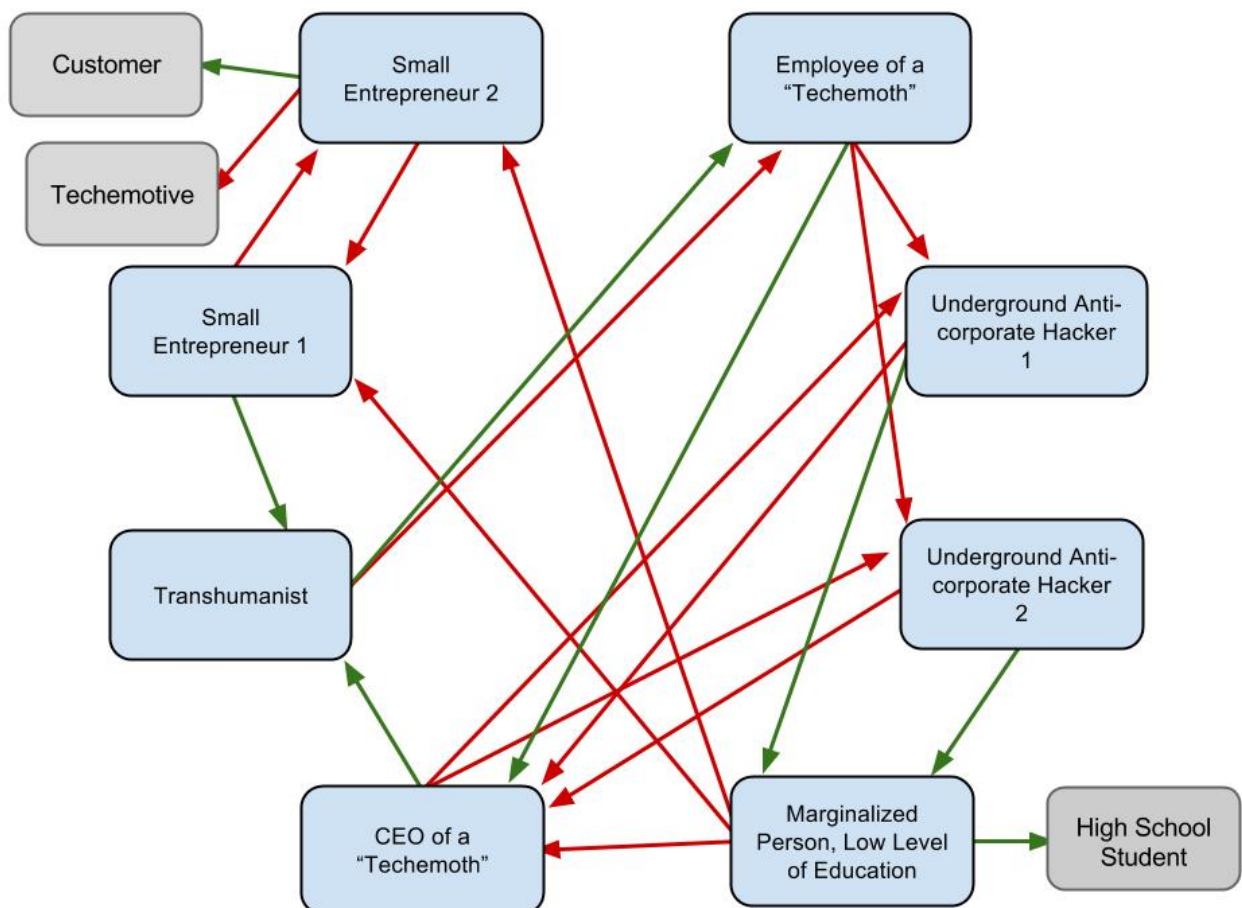 Customer
Small
Entrepreneur 2
Employee of a
“Techemoth”
Techemotive
Small
Entrepreneur 1
Underground Anti-
corporate Hacker
1
Transhumanist
Underground Anti-
corporate Hacker
2
CEO of a
“Techemoth”
Marginalized
Person, Low Level
of Education
High School
Student